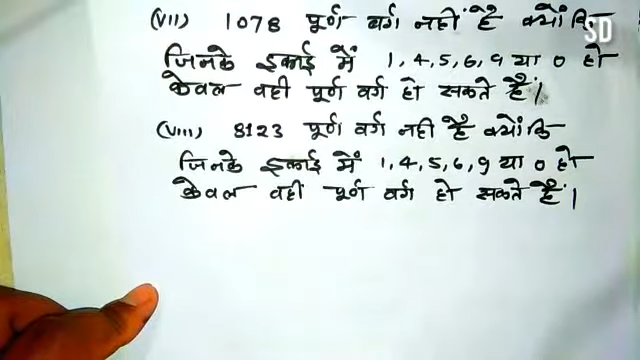 (VII) 1078 पूर्ण वर्ग नहीं है क्यों कि
जिनके इकाई में 1, 4, 5, 6, 9 या 0 हो
केवल वही पूर्ण वर्ग हो सकते हैं।
(VIII) 8123 पूर्ण वर्ग नही है क्यों कि
जिनके इकाई में 1, 4, 5, 6, 9 या 0 हो
केवल वहीं पूर्ण वर्ग हो सकते हैं।
SD